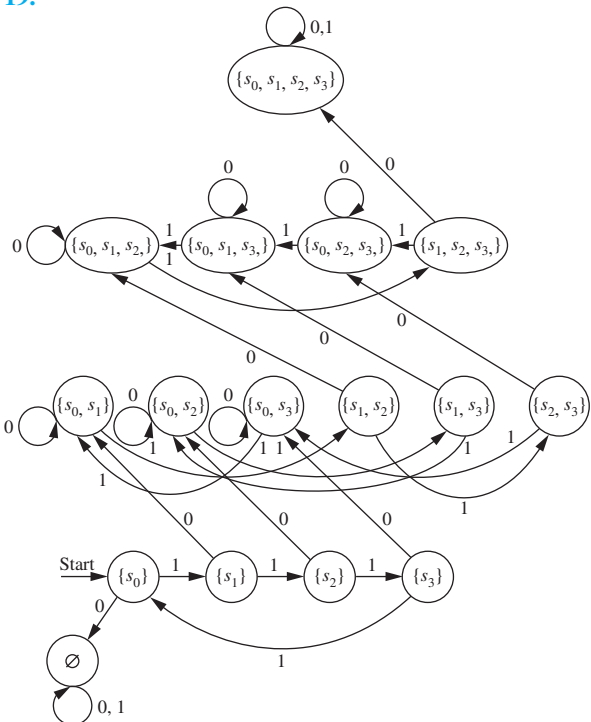 19.
0,1
{s₀, s₁, s₂, s₃}
0
0 0
0 {s₀, s₁, s₂,} 1 {s₀, s₁, s₃,} 1 {s₀, s₂, s₃,} 1 {s₁, s₂, s₃,}
1
0
0
0
0 0
{s₀, s₁} {s₀, s₂} {s₀, s₃} {s₁, s₂} {s₁, s₃} {s₂, s₃}
0
1 1 1 1 1
1 1
0 0 0
Start {s₀} 1 {s₁} 1 {s₂} 1 {s₃}
0
1
∅
0, 1